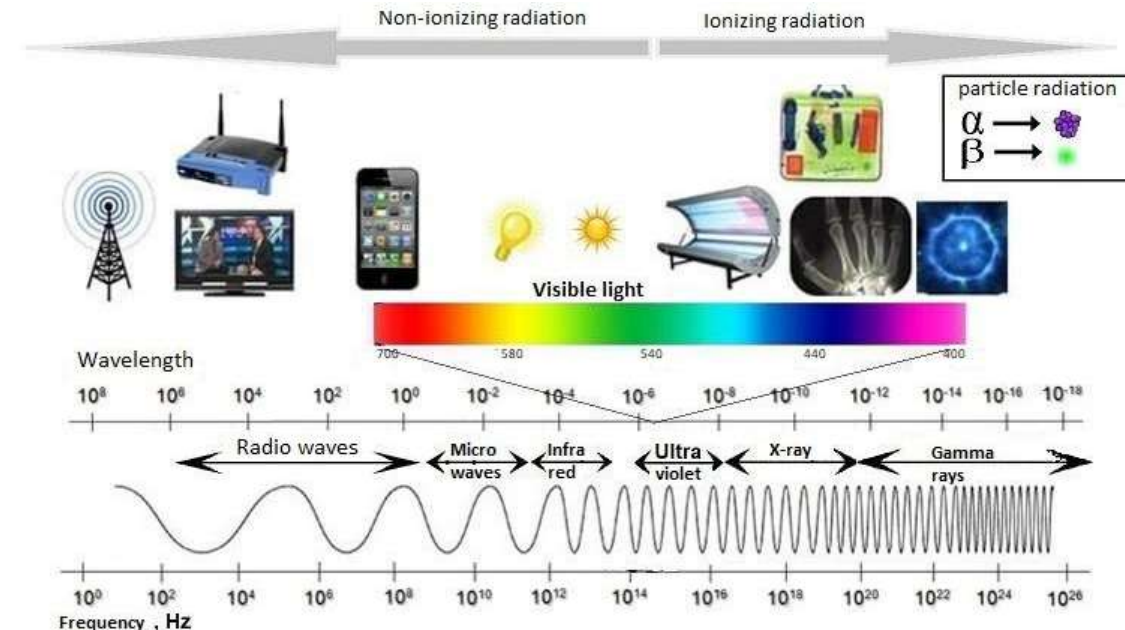 Non-ionizing radiation Ionizing radiation
particle radiation
α
β
Visible light
700 580 540 440 400
Wavelength
10⁸ 10⁶ 10⁴ 10² 10⁰ 10⁻² 10⁻⁴ 10⁻⁶ 10⁻⁸ 10⁻¹⁰ 10⁻¹² 10⁻¹⁴ 10⁻¹⁶ 10⁻¹⁸
Radio waves Micro Infra Ultra X-ray Gamma
waves red violet rays
10⁰ 10² 10⁴ 10⁶ 10⁸ 10¹⁰ 10¹² 10¹⁴ 10¹⁶ 10¹⁸ 10²⁰ 10²² 10²⁴ 10²⁶
Frequency , Hz